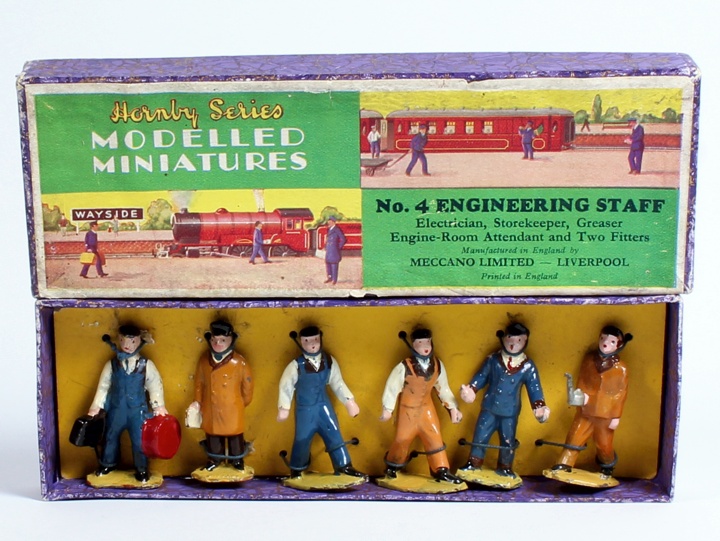 Hornby Series
MODELLED
MINIATURES
WAYSIDE
No. 4 ENGINEERING STAFF
Electrician, Storekeeper, Greaser
Engine-Room Attendant and Two Fitters
Manufactured in England by
MECCANO LIMITED — LIVERPOOL
Printed in England